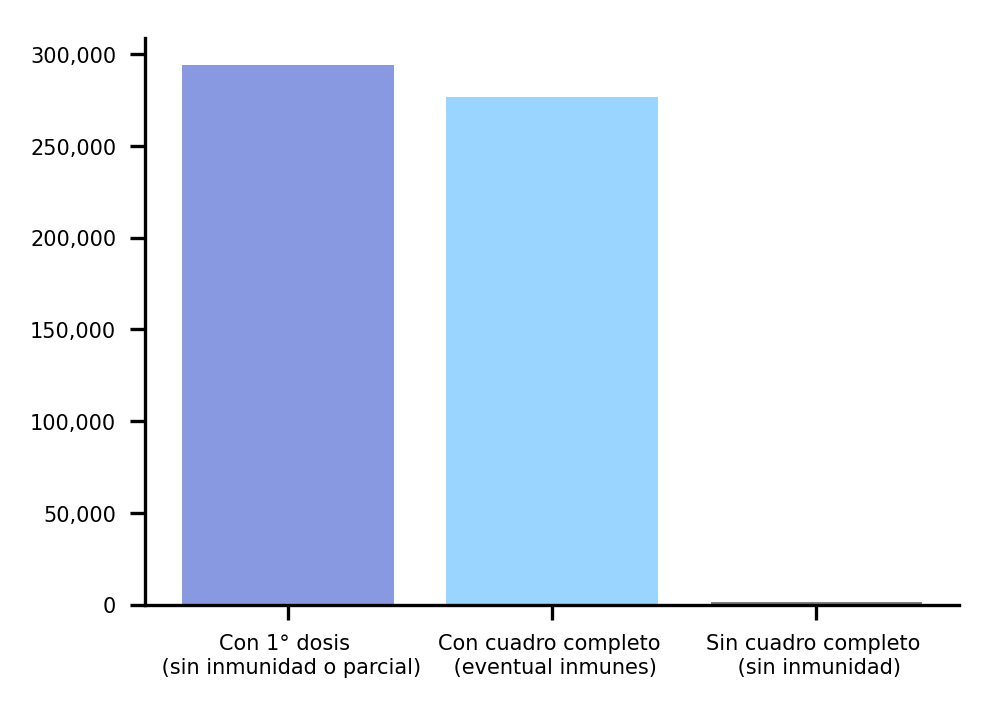 300,000
250,000
200,000
150,000
100,000
50,000
0
Con 1° dosis
(sin inmunidad o parcial)
Con cuadro completo
(eventual inmunes)
Sin cuadro completo
(sin inmunidad)